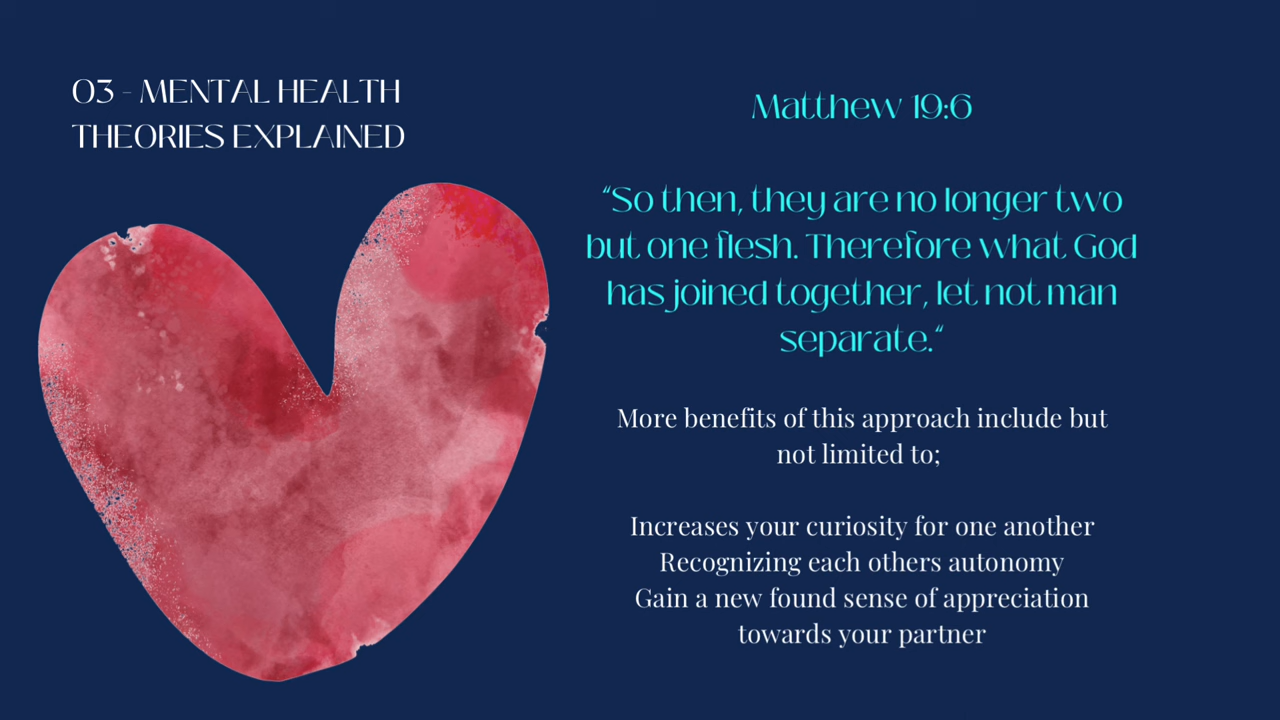 03 - MENTAL HEALTH
THEORIES EXPLAINED
Matthew 19:6
“So then, they are no longer two
but one flesh. Therefore what God
has joined together, let not man
separate.“
More benefits of this approach include but
not limited to;
Increases your curiosity for one another
Recognizing each others autonomy
Gain a new found sense of appreciation
towards your partner